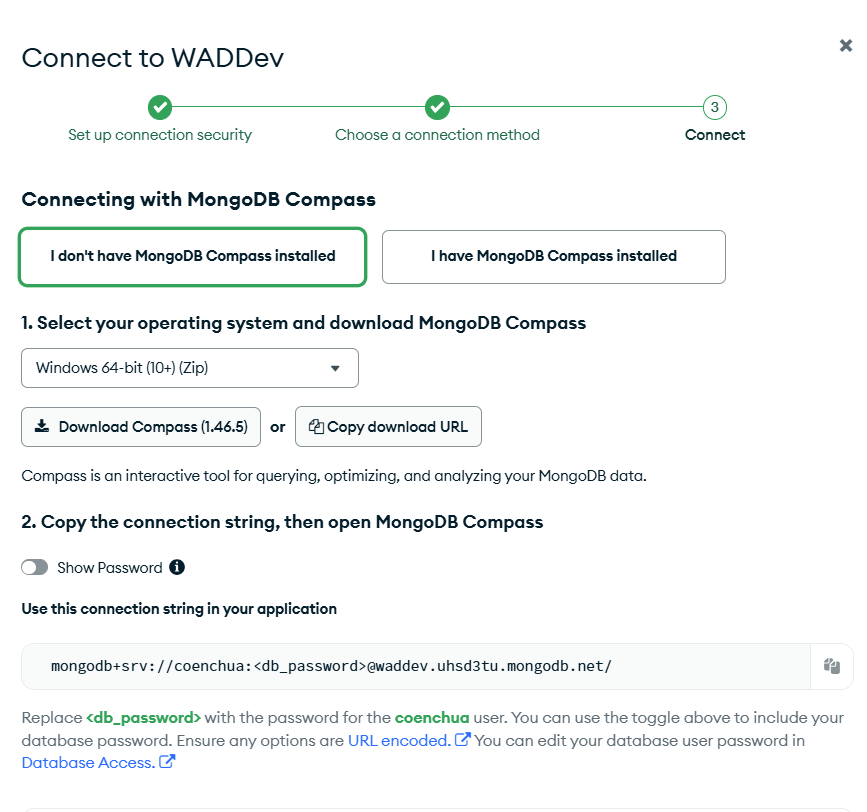 Connect to WADDev
3
Set up connection security
Choose a connection method
Connect
Connecting with MongoDB Compass
I don't have MongoDB Compass installed
I have MongoDB Compass installed
1. Select your operating system and download MongoDB Compass
Windows 64-bit (10+) (Zip)
Download Compass (1.46.5) or Copy download URL
Compass is an interactive tool for querying, optimizing, and analyzing your MongoDB data.
2. Copy the connection string, then open MongoDB Compass
Show Password
Use this connection string in your application
mongodb+srv://coenchua:<db_password>@waddev.uhsd3tu.mongodb.net/
Replace <db_password> with the password for the coenchua user. You can use the toggle above to include your
database password. Ensure any options are URL encoded. You can edit your database user password in
Database Access.